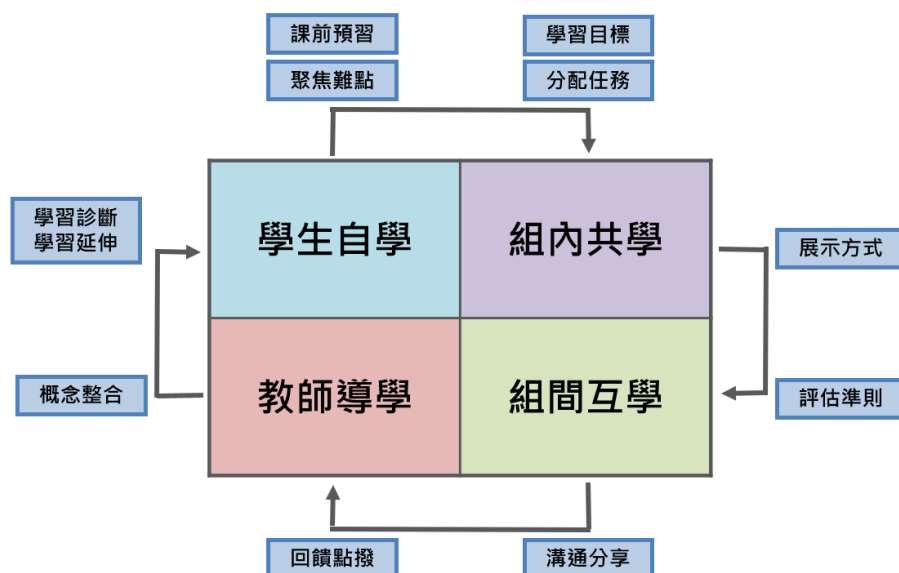 課前預習
學習目標
聚焦難點
分配任務
學生自學
組內共學
學習診斷
學習延伸
展示方式
教師導學
組間互學
概念整合
評估準則
回饋點撥
溝通分享